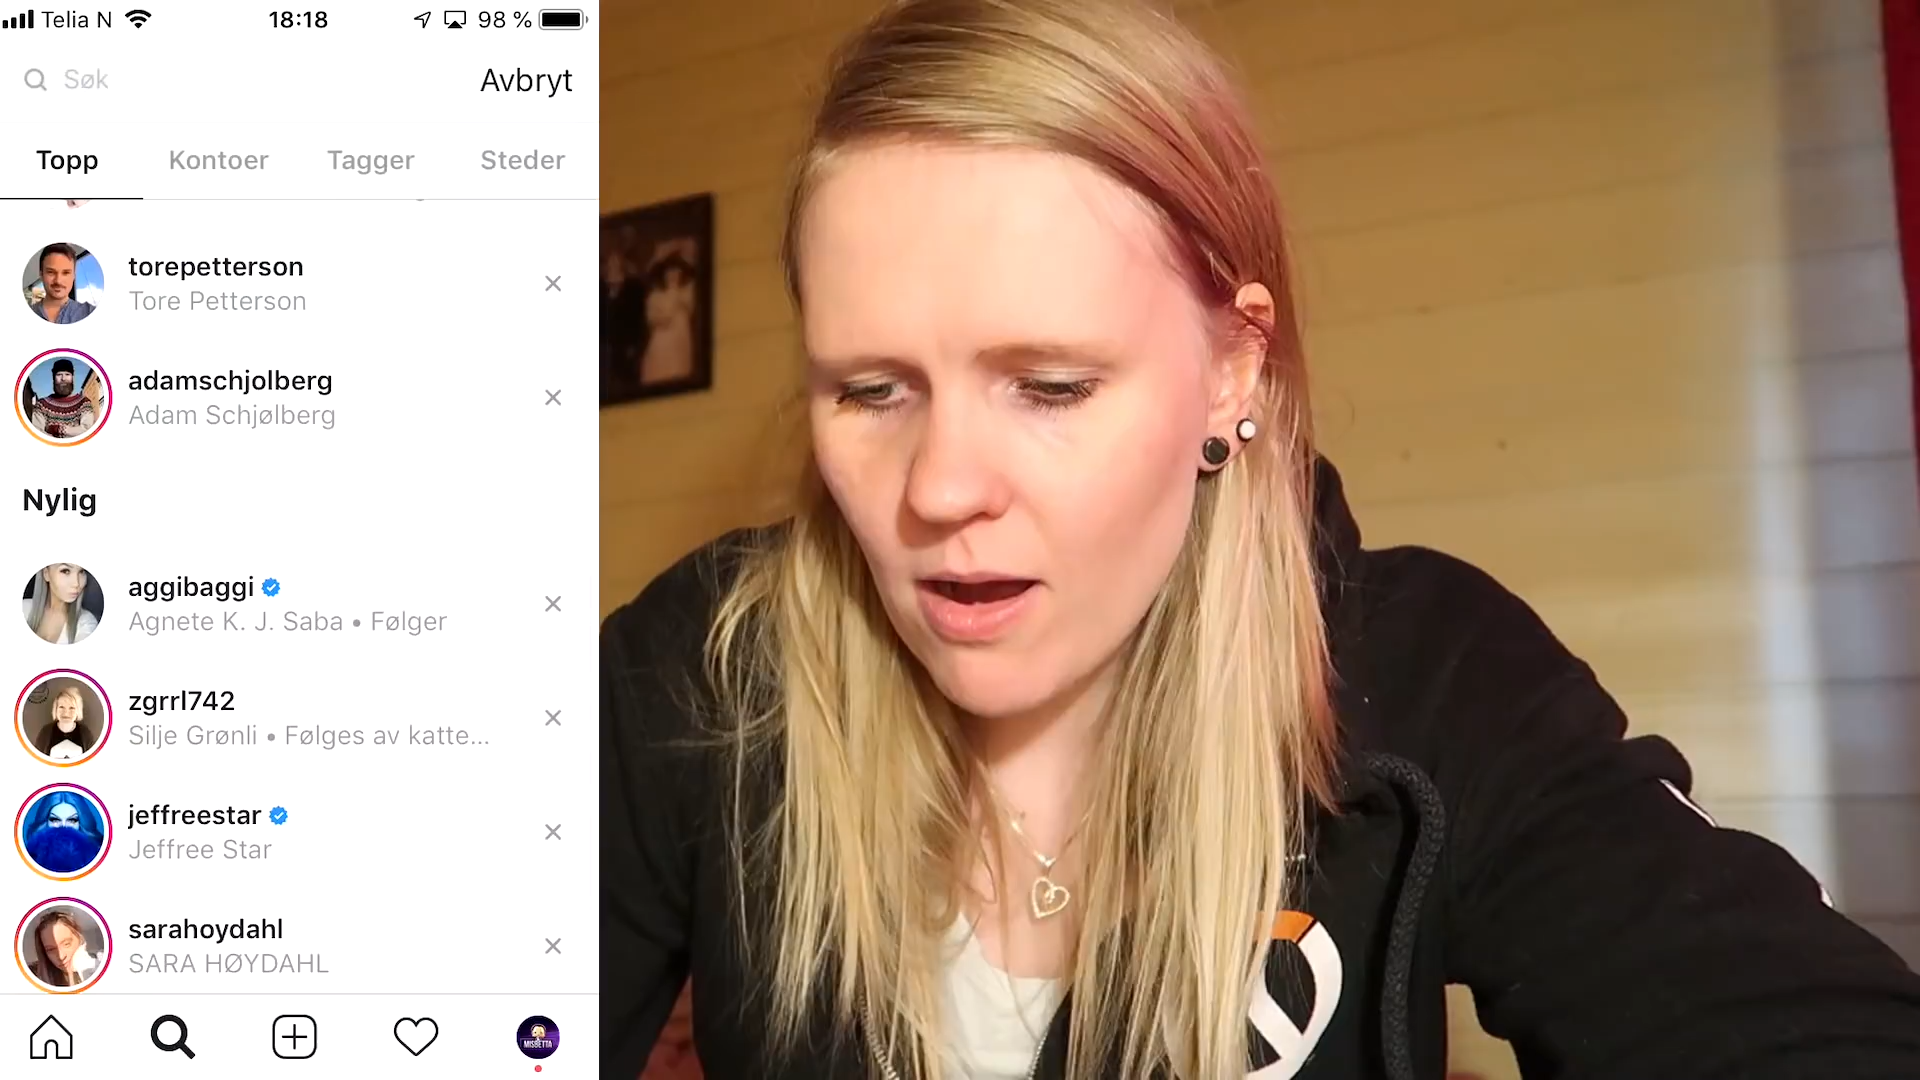 Telia N 18:18 98 %
Søk Avbryt
Topp Kontoer Tagger Steder
torepetterson
Tore Petterson
adamschjolberg
Adam Schjølberg
Nylig
aggibaggi
Agnete K. J. Saba • Følger
zgrrl742
Silje Grønli • Følges av katte...
jeffreestar
Jeffree Star
sarahoydahl
SARA HØYDAHL
MISBETTA